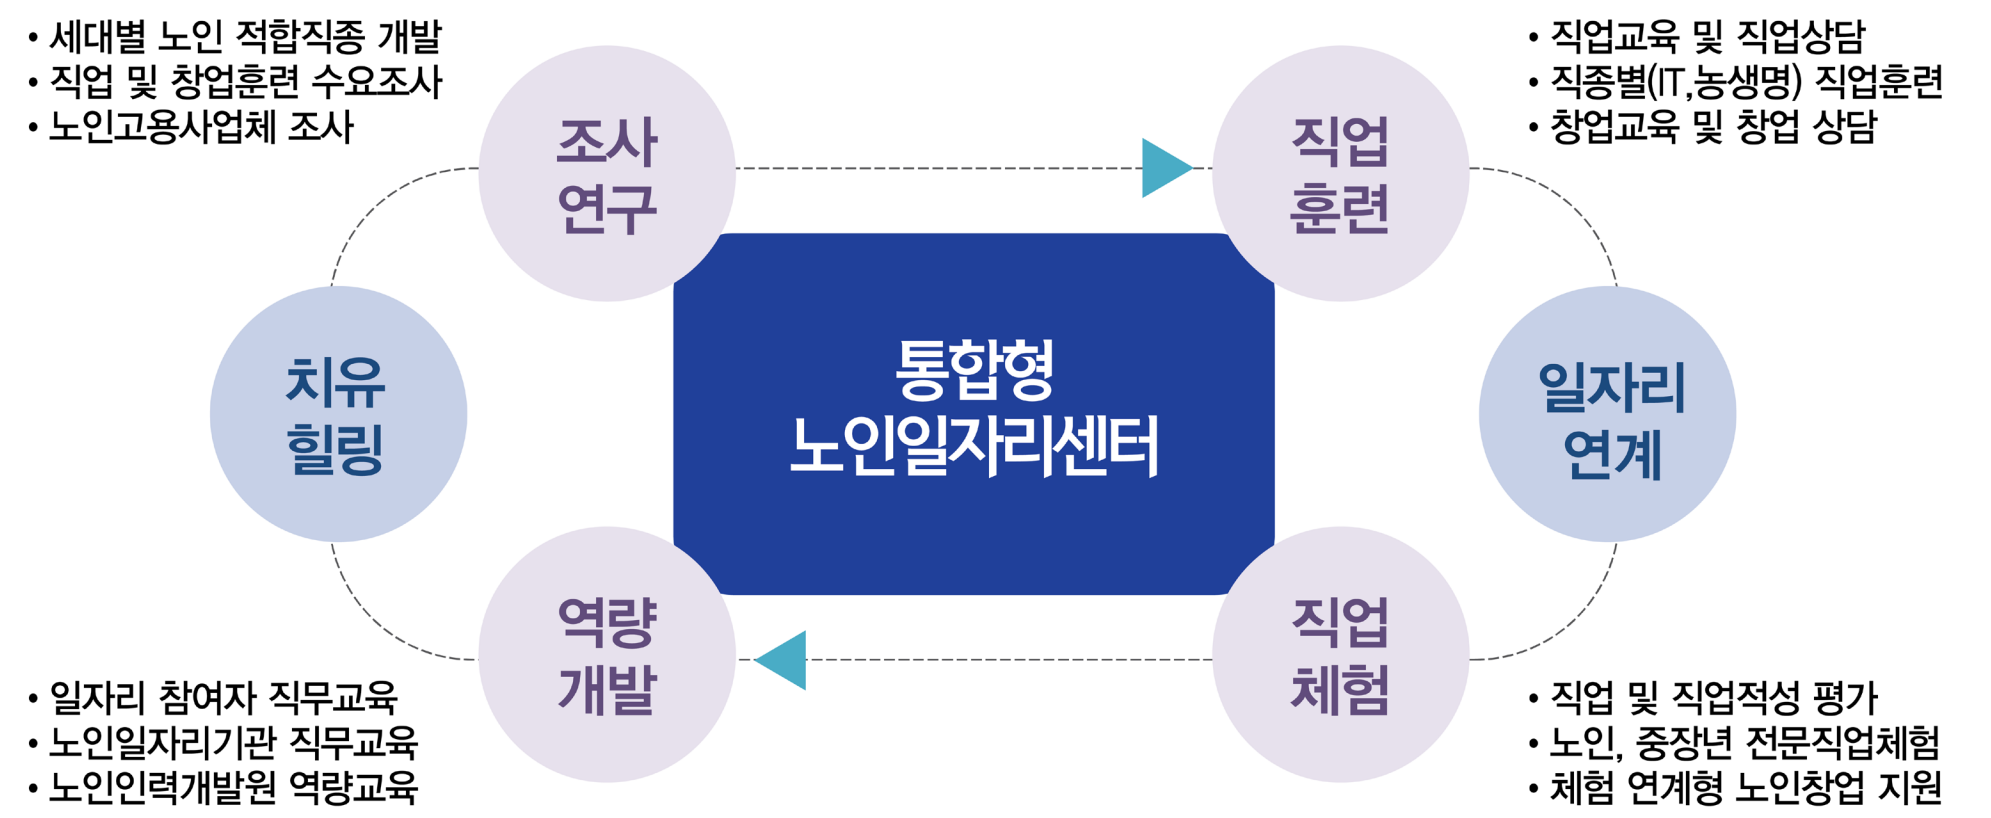 • 세대별 노인 적합직종 개발
• 직업 및 창업훈련 수요조사
• 노인고용사업체 조사
조사
연구
직업
훈련
• 직업교육 및 직업상담
• 직종별(IT,농생명) 직업훈련
• 창업교육 및 창업 상담
치유
힐링
통합형
노인일자리센터
일자리
연계
• 일자리 참여자 직무교육
• 노인일자리기관 직무교육
• 노인인력개발원 역량교육
역량
개발
직업
체험
• 직업 및 직업적성 평가
• 노인, 중장년 전문직업체험
• 체험 연계형 노인창업 지원